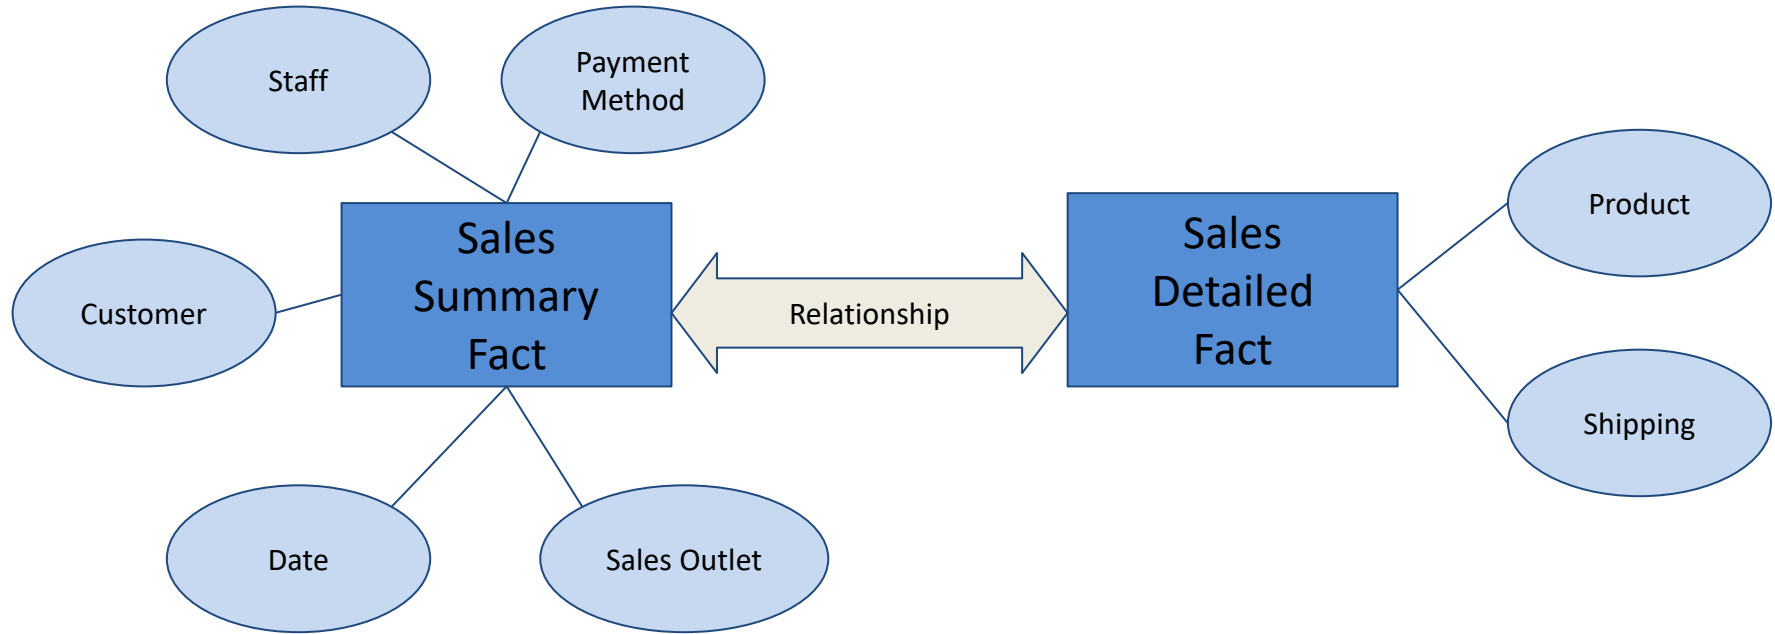 Staff
Payment
Method
Customer
Sales
Summary
Fact
Relationship
Sales
Detailed
Fact
Product
Shipping
Date
Sales Outlet